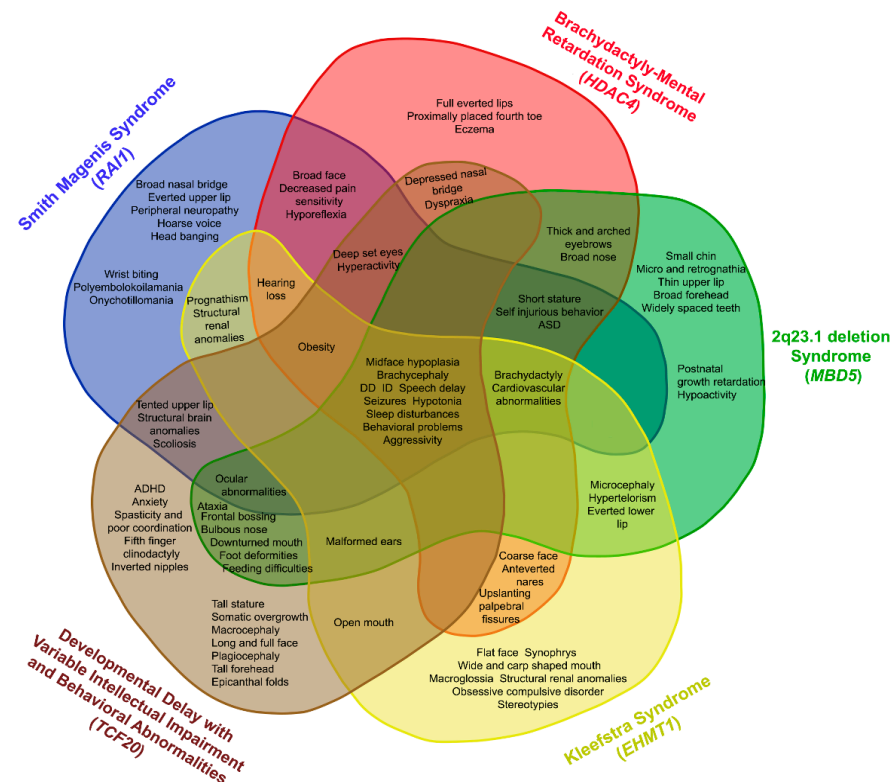 Brachydactyly-Mental
Retardation Syndrome
(HDAC4)
Smith Magenis Syndrome
(RAI1)
2q23.1 deletion
Syndrome
(MBD5)
Kleefstra Syndrome
(EHMT1)
Developmental Delay with
Variable Intellectual Impairment
and Behavioral Abnormalities
(TCF20)
Full everted lips
Proximally placed fourth toe
Eczema
Broad face
Decreased pain
sensitivity
Hyporeflexia
Depressed nasal
bridge
Dyspraxia
Broad nasal bridge
Everted upper lip
Peripheral neuropathy
Hoarse voice
Head banging
Wrist biting
Polyembolokoilamania
Onychotillomania
Deep set eyes
Hyperactivity
Thick and arched
eyebrows
Broad nose
Small chin
Micro and retrognathia
Thin upper lip
Broad forehead
Widely spaced teeth
Prognathism
Structural
renal
anomalies
Hearing
loss
Short stature
Self injurious behavior
ASD
Obesity
Midface hypoplasia
Brachycephaly
DD ID Speech delay
Seizures Hypotonia
Sleep disturbances
Behavioral problems
Aggressivity
Brachydactyly
Cardiovascular
abnormalities
Postnatal
growth retardation
Hypoactivity
Tented upper lip
Structural brain
anomalies
Scoliosis
Ocular
abnormalities
Microcephaly
Hypertelorism
Everted lower
lip
ADHD
Anxiety
Spasticity and
poor coordination
Fifth finger
clinodactyly
Inverted nipples
Ataxia
Frontal bossing
Bulbous nose
Downturned mouth
Foot deformities
Feeding difficulties
Malformed ears
Coarse face
Anteverted
nares
Upslanting
palpebral
fissures
Tall stature
Somatic overgrowth
Macrocephaly
Long and full face
Plagiocephaly
Tall forehead
Epicanthal folds
Open mouth
Flat face Synophrys
Wide and carp shaped mouth
Macroglossia Structural renal anomalies
Obsessive compulsive disorder
Stereotypies